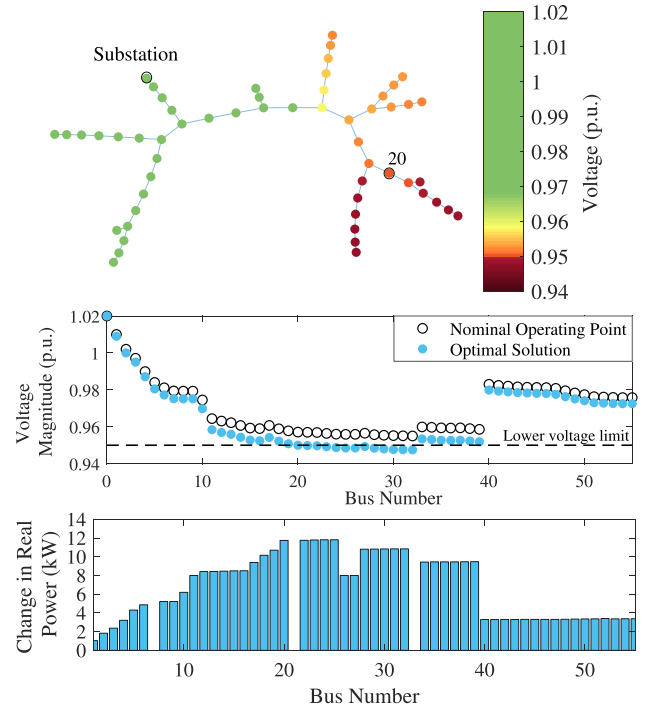 Substation
20
1.02
1
0.99
0.98
0.97
0.96
0.95
0.94
Voltage (p.u.)
1.02
1
0.98
0.96
0.94
Voltage
Magnitude (p.u.)
Nominal Operating Point
Optimal Solution
Lower voltage limit
0 10 20 30 40 50
Bus Number
14
12
10
8
6
4
2
0
Change in Real
Power (kW)
10 20 30 40 50
Bus Number